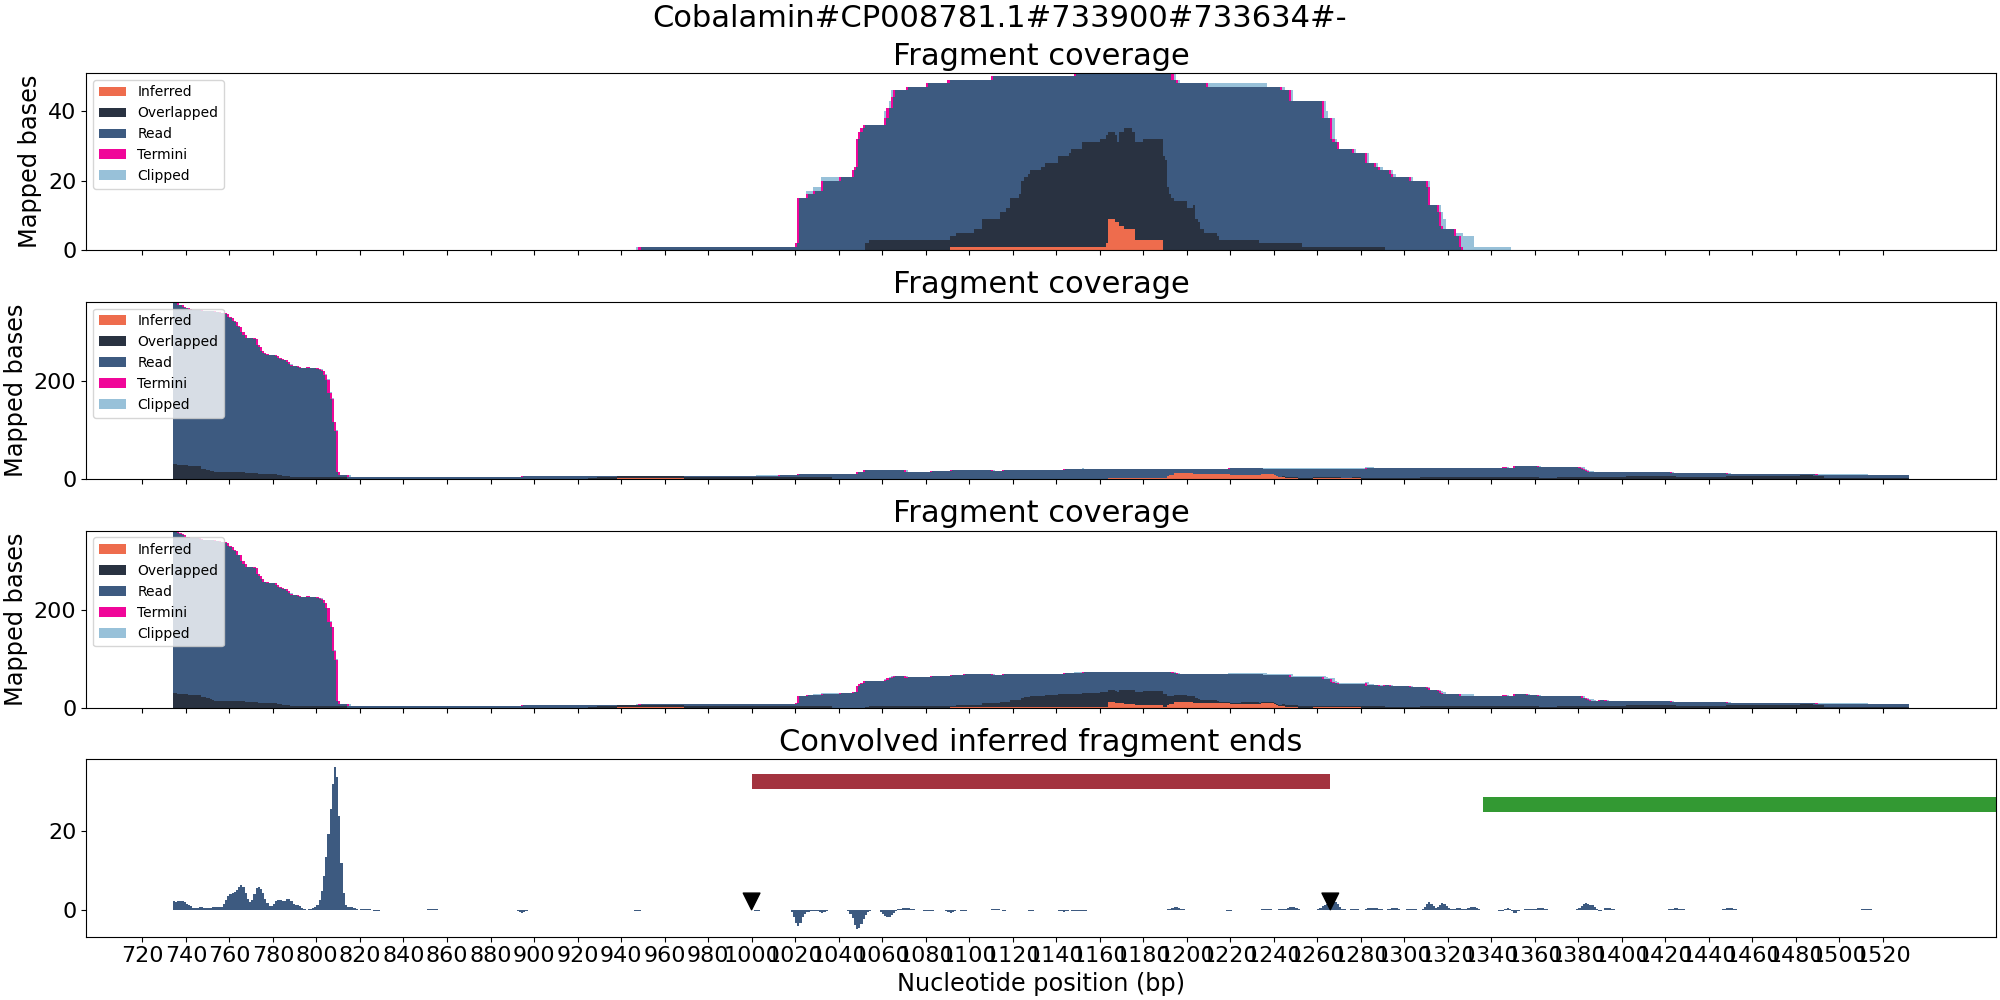 Cobalamin#CP008781.1#733900#733634#-
Fragment coverage
Mapped bases
40
20
0
Inferred
Overlapped
Read
Termini
Clipped
Fragment coverage
Mapped bases
200
0
Inferred
Overlapped
Read
Termini
Clipped
Fragment coverage
Mapped bases
200
0
Inferred
Overlapped
Read
Termini
Clipped
Convolved inferred fragment ends
20
0
720 740 760 780 800 820 840 860 880 900 920 940 960 980 1000 1020 1040 1060 1080 1100 1120 1140 1160 1180 1200 1220 1240 1260 1280 1300 1320 1340 1360 1380 1400 1420 1440 1460 1480 1500 1520
Nucleotide position (bp)